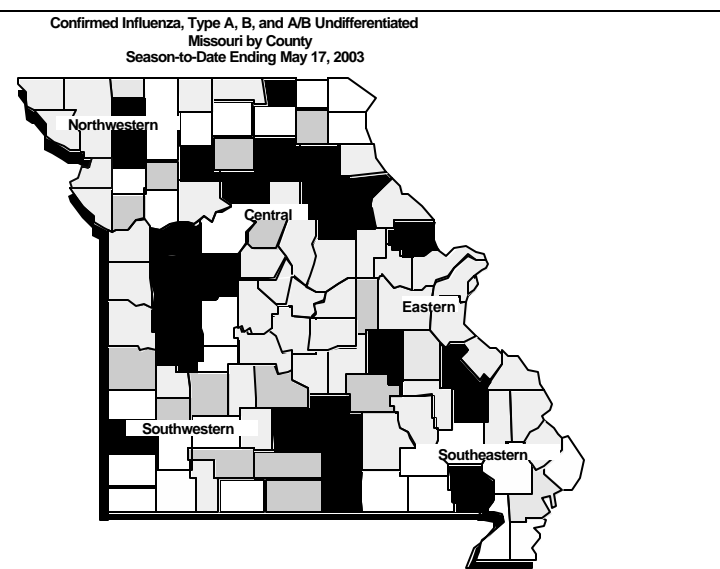 Confirmed Influenza, Type A, B, and A/B Undifferentiated
Missouri by County
Season-to-Date Ending May 17, 2003
Northwestern
Central
Eastern
Southwestern
Southeastern